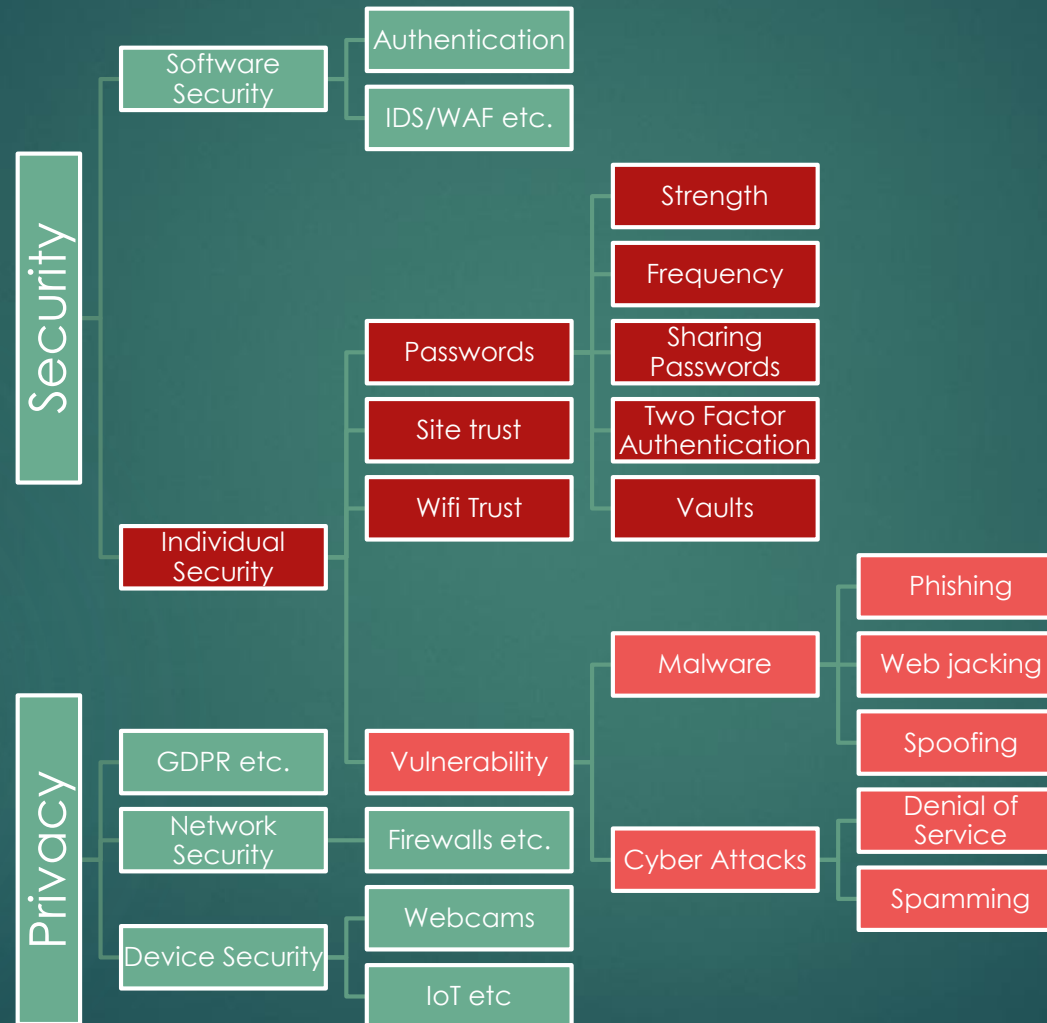 Security
Software
Security
Authentication
IDS/WAF etc.
Individual
Security
Passwords
Strength
Frequency
Sharing
Passwords
Two Factor
Authentication
Vaults
Site trust
Wifi Trust
Vulnerability
Malware
Phishing
Web jacking
Spoofing
Cyber Attacks
Denial of
Service
Spamming
Privacy
GDPR etc.
Network
Security
Firewalls etc.
Device Security
Webcams
IoT etc